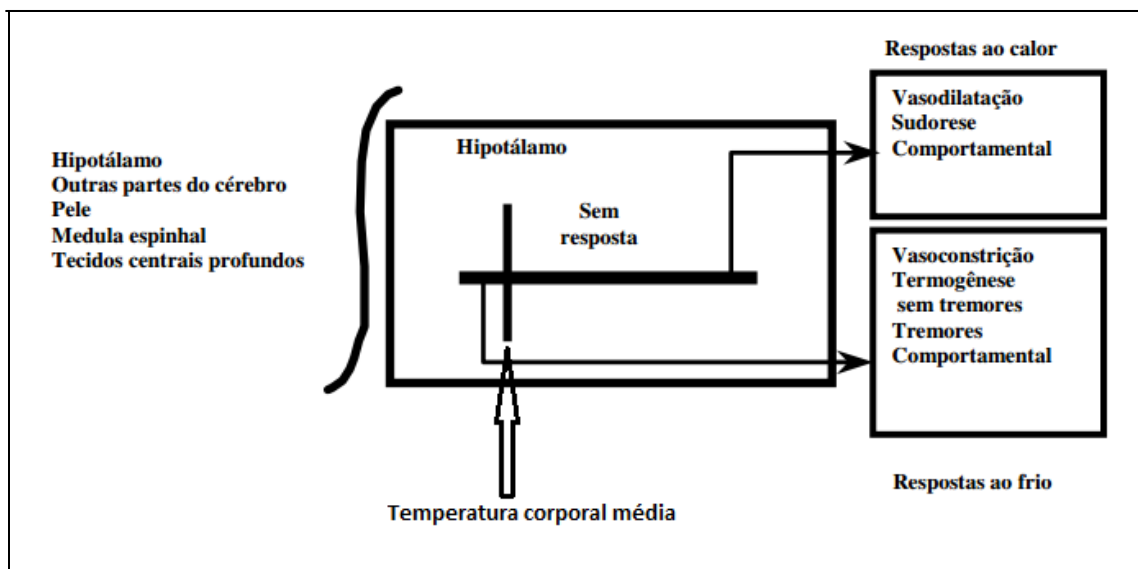 Hipotálamo
Outras partes do cérebro
Pele
Medula espinhal
Tecidos centrais profundos
Hipotálamo
Sem
resposta
Temperatura corporal média
Respostas ao calor
Vasodilatação
Sudorese
Comportamental
Vasoconstrição
Termogênese
sem tremores
Tremores
Comportamental
Respostas ao frio